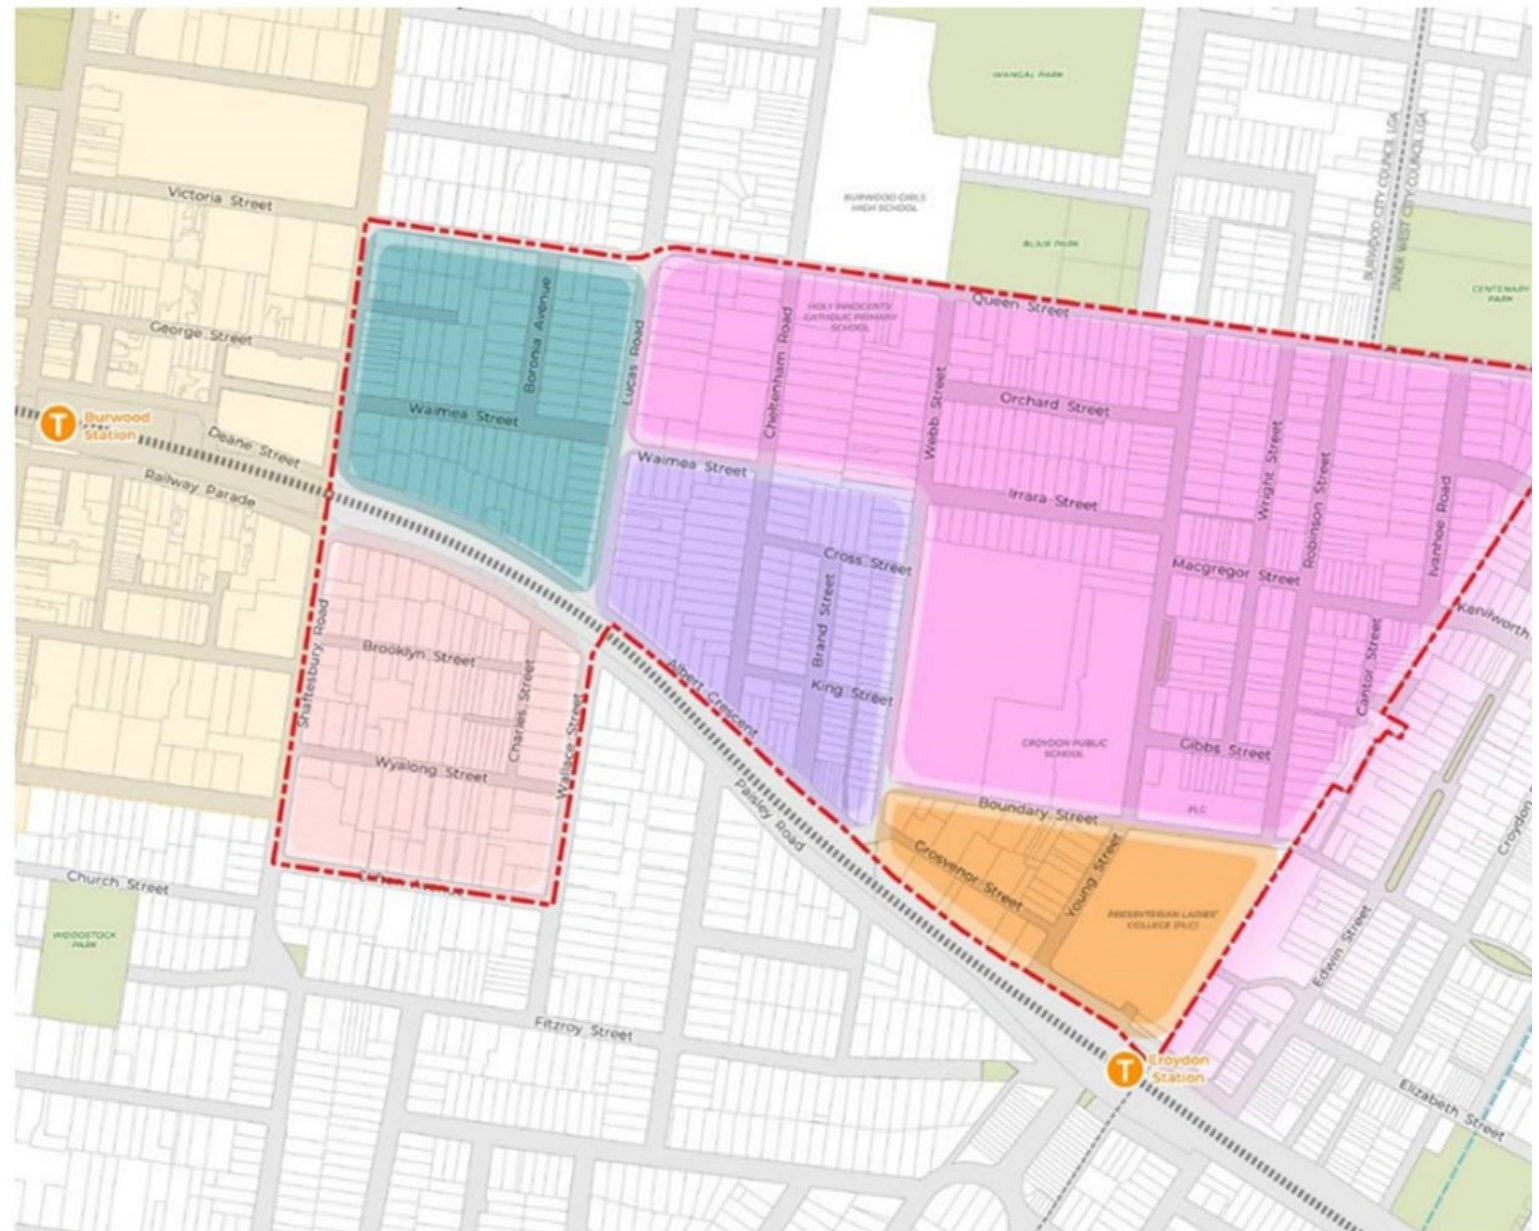 WANGAL PARK
BURWOOD CITY COUNCIL LGA
INNER WEST CITY COUNCIL LGA
Victoria Street
BURWOOD GIRLS
HIGH SCHOOL
BLAIR PARK
CENTENARY
PARK
Queen Street
HOLY INNOCENTS'
CATHOLIC PRIMARY
SCHOOL
George Street
Boronia Avenue
Lucas Road
Cheltenham Road
Webb Street
Orchard Street
Waimea Street
T
Burwood
Station
Deane Street
Railway Parade
Waimea Street
Irrara Street
Wright Street
Robinson Street
Ivanhoe Road
Cross Street
Macgregor Street
Kenilworth
Brand Street
Shaftesbury Road
Brooklyn Street
Charles Street
Wallace Street
Albert Crescent
King Street
Cantor Street
CROYDON PUBLIC
SCHOOL
Gibbs Street
Wyalong Street
Paisley Road
Boundary Street
PLC
Croydon
Church Street
Clifton Avenue
Grosvenor Street
Young Street
PRESBYTERIAN LADIES'
COLLEGE (PLC)
Edwin Street
WOODSTOCK
PARK
Fitzroy Street
T
Croydon
Station
Elizabeth Street